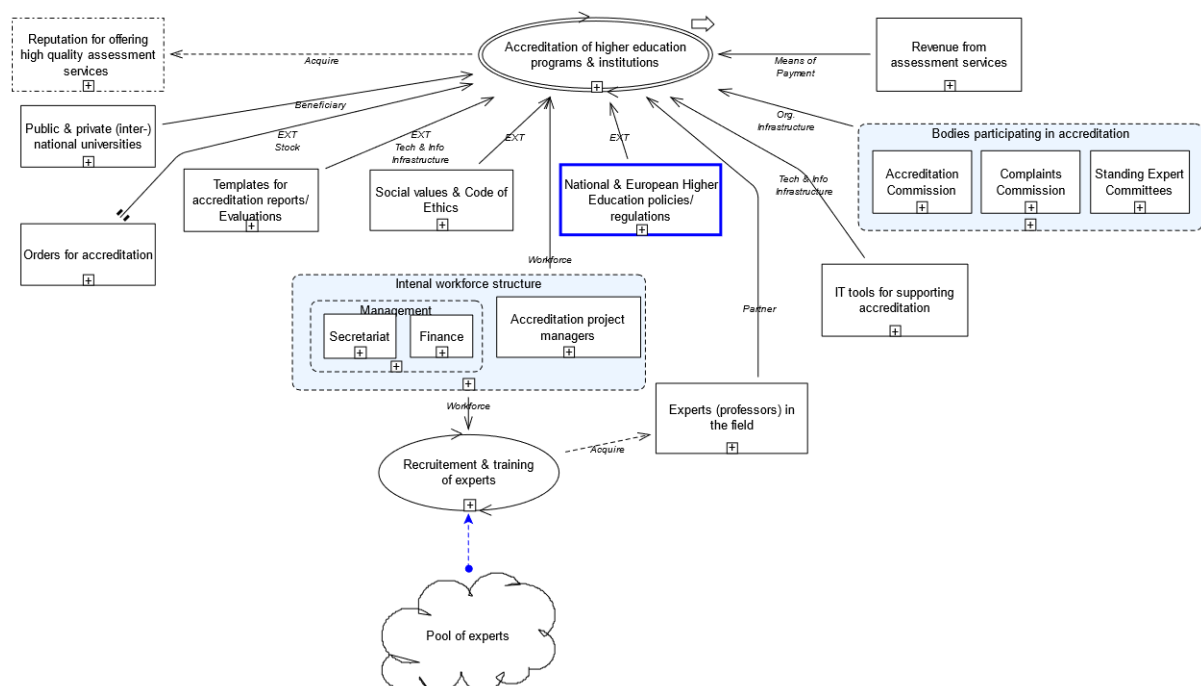 Reputation for offering
high quality assessment
services
Acquire
Accreditation of higher education
programs & institutions
Means of
Payment
Revenue from
assessment services
Public & private (inter-)
national universities
Beneficiary
EXT
Stock
Orders for accreditation
EXT
Tech & Info
Infrastructure
Templates for
accreditation reports/
Evaluations
EXT
Social values & Code of
Ethics
EXT
National & European Higher
Education policies/
regulations
Org.
Infrastructure
Bodies participating in accreditation
Accreditation
Commission
Complaints
Commission
Standing Expert
Committees
Tech & Info
Infrastructure
IT tools for supporting
accreditation
Workforce
Intenal workforce structure
Management
Secretariat
Finance
Accreditation project
managers
Partner
Experts (professors) in
the field
Workforce
Recruitement & training
of experts
Acquire
Pool of experts